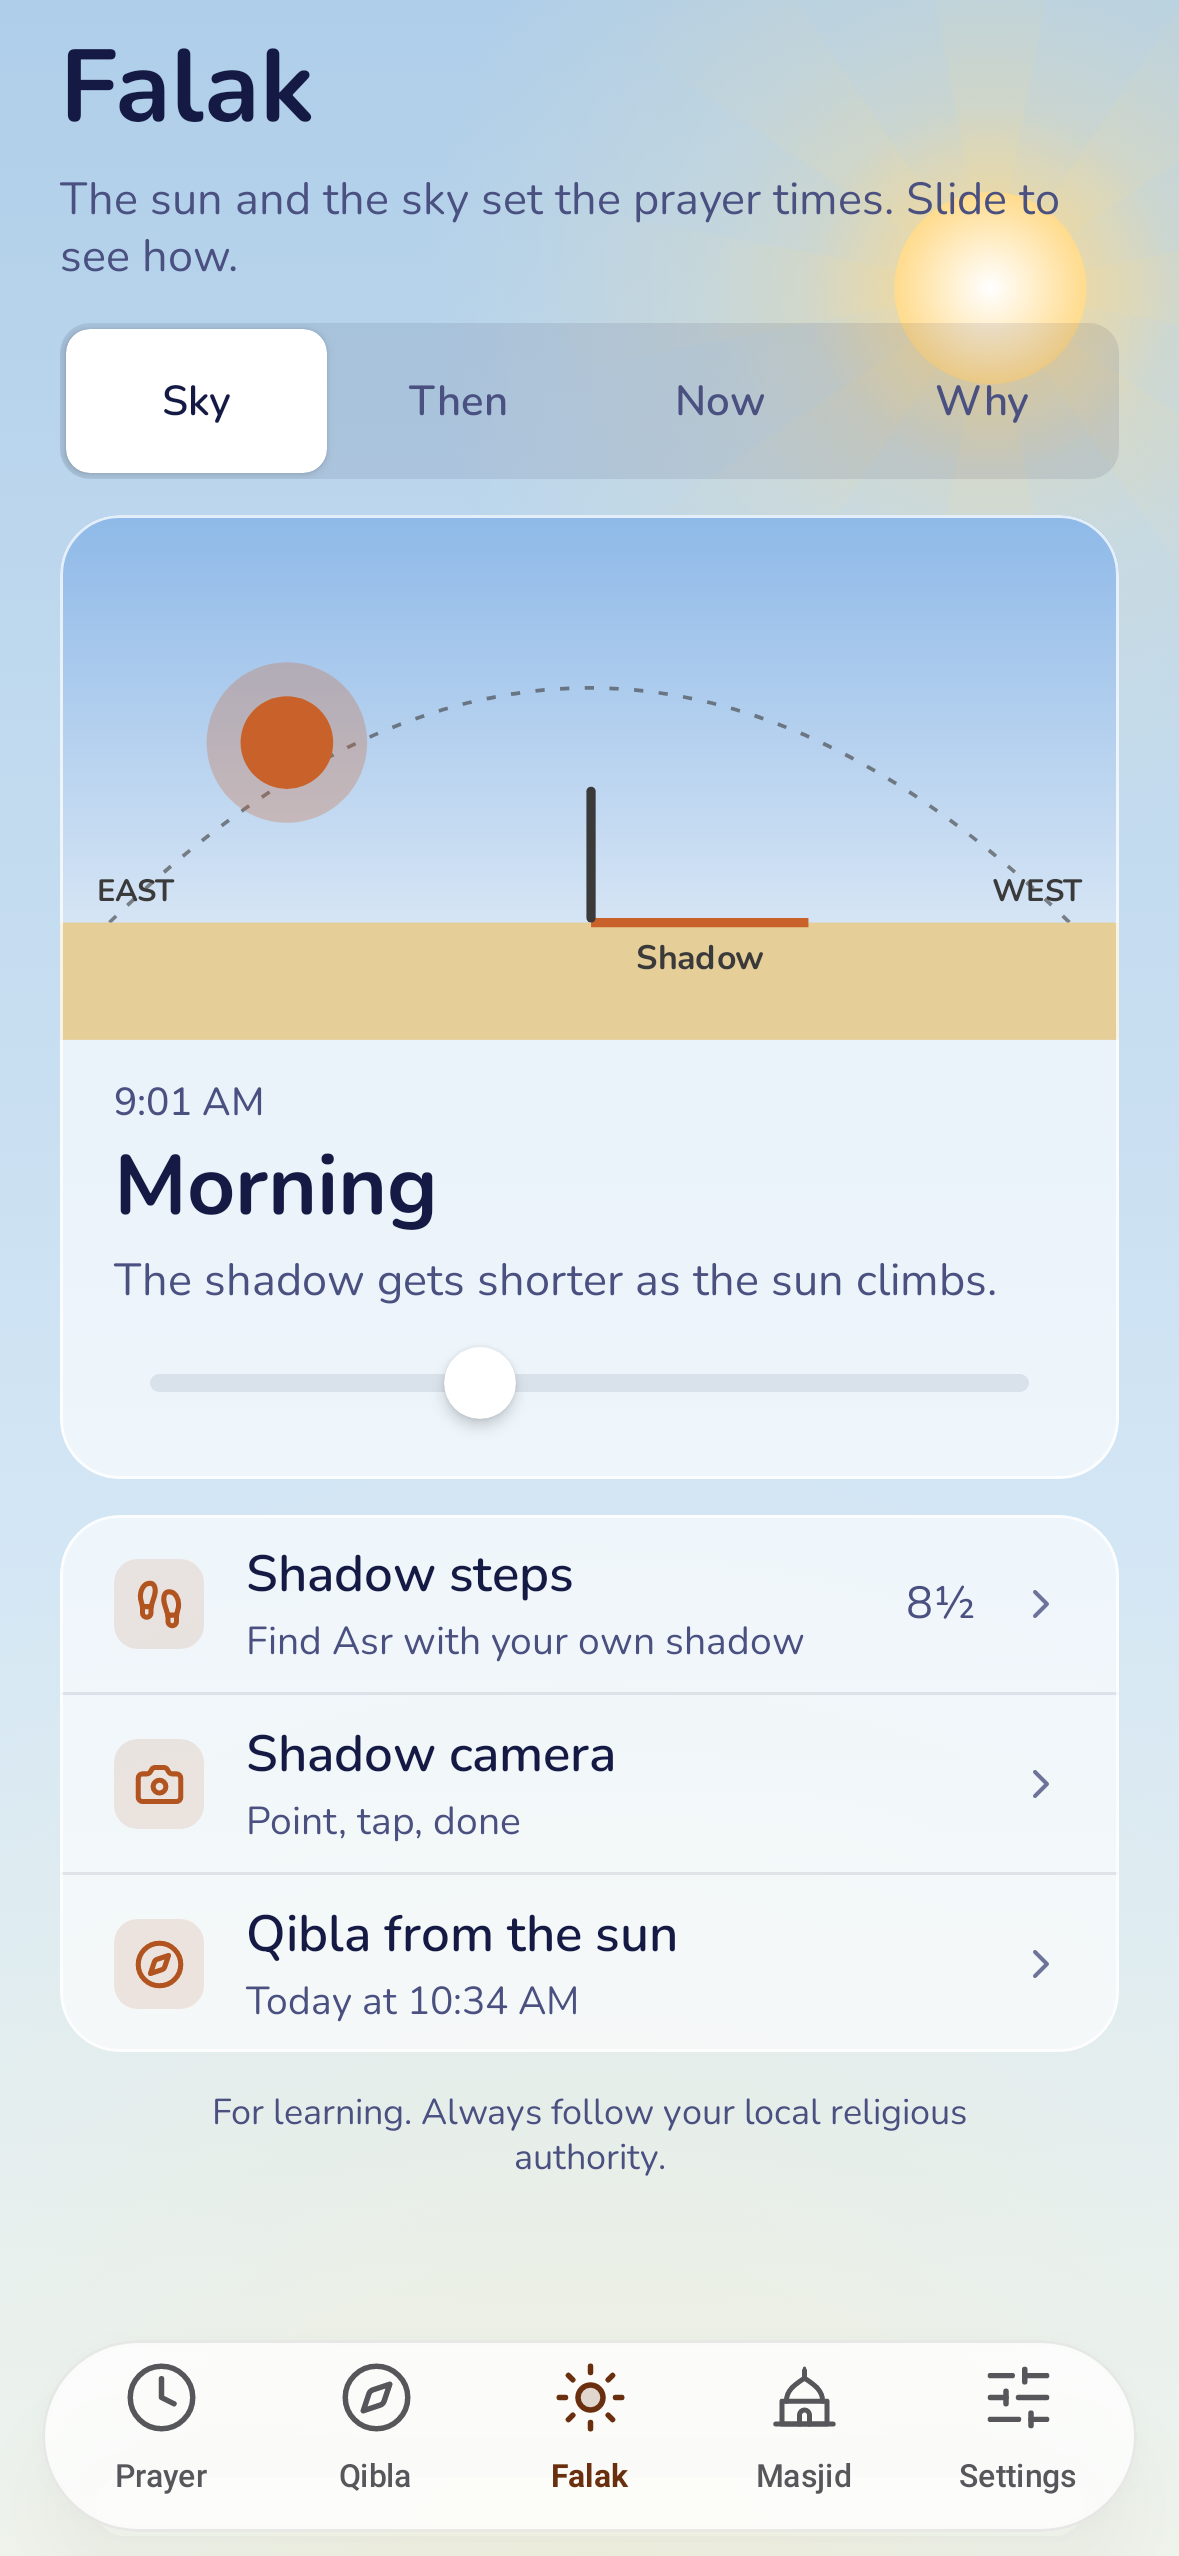 Falak
The sun and the sky set the prayer times. Slide to
see how.
Sky
Then
Now
Why
EAST
WEST
Shadow
9:01 AM
Morning
The shadow gets shorter as the sun climbs.
Shadow steps
Find Asr with your own shadow
8½
Shadow camera
Point, tap, done
Qibla from the sun
Today at 10:34 AM
For learning. Always follow your local religious
authority.
Prayer
Qibla
Falak
Masjid
Settings